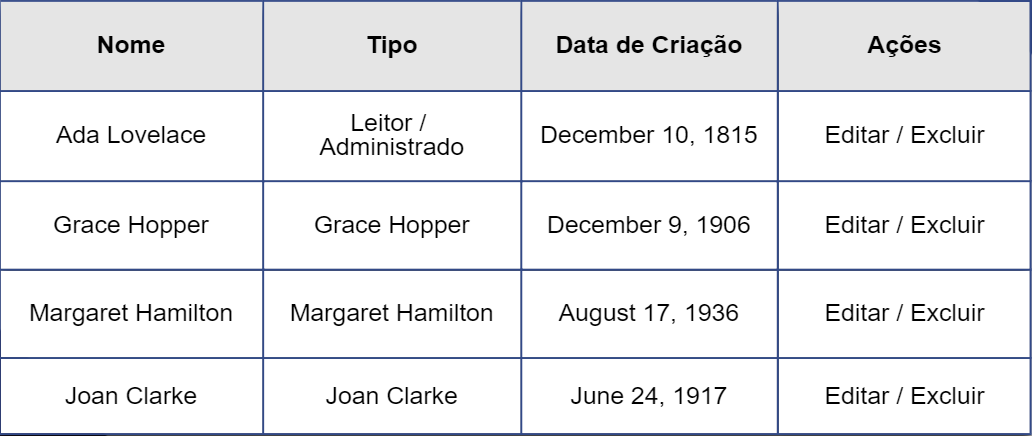 Nome Tipo Data de Criação Ações
Ada Lovelace Leitor / Administrado December 10, 1815 Editar / Excluir
Grace Hopper Grace Hopper December 9, 1906 Editar / Excluir
Margaret Hamilton Margaret Hamilton August 17, 1936 Editar / Excluir
Joan Clarke Joan Clarke June 24, 1917 Editar / Excluir